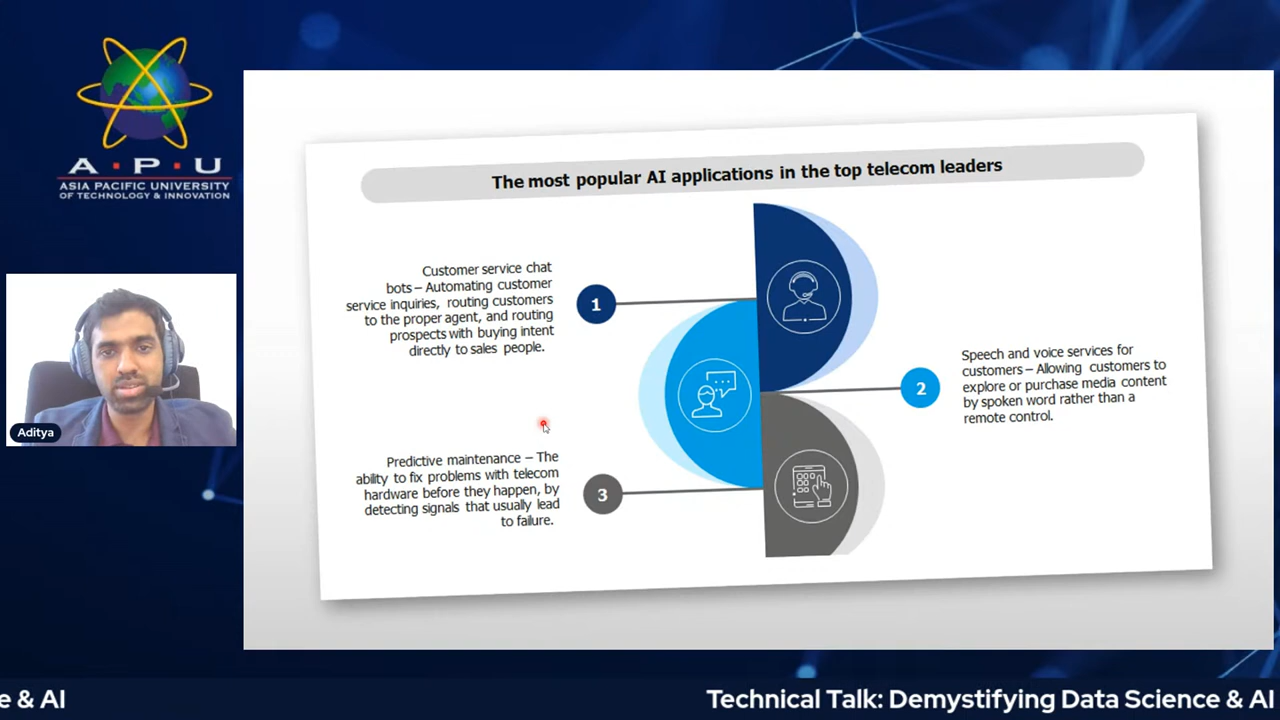 A • P • U
ASIA PACIFIC UNIVERSITY
OF TECHNOLOGY & INNOVATION
Aditya
The most popular AI applications in the top telecom leaders
Customer service chat
bots – Automating customer
service inquiries, routing customers
to the proper agent, and routing
prospects with buying intent
directly to sales people.
1
Speech and voice services for
customers – Allowing customers to
explore or purchase media content
by spoken word rather than a
remote control.
2
Predictive maintenance – The
ability to fix problems with telecom
hardware before they happen, by
detecting signals that usually lead
to failure.
3
e & AI
Technical Talk: Demystifying Data Science & AI